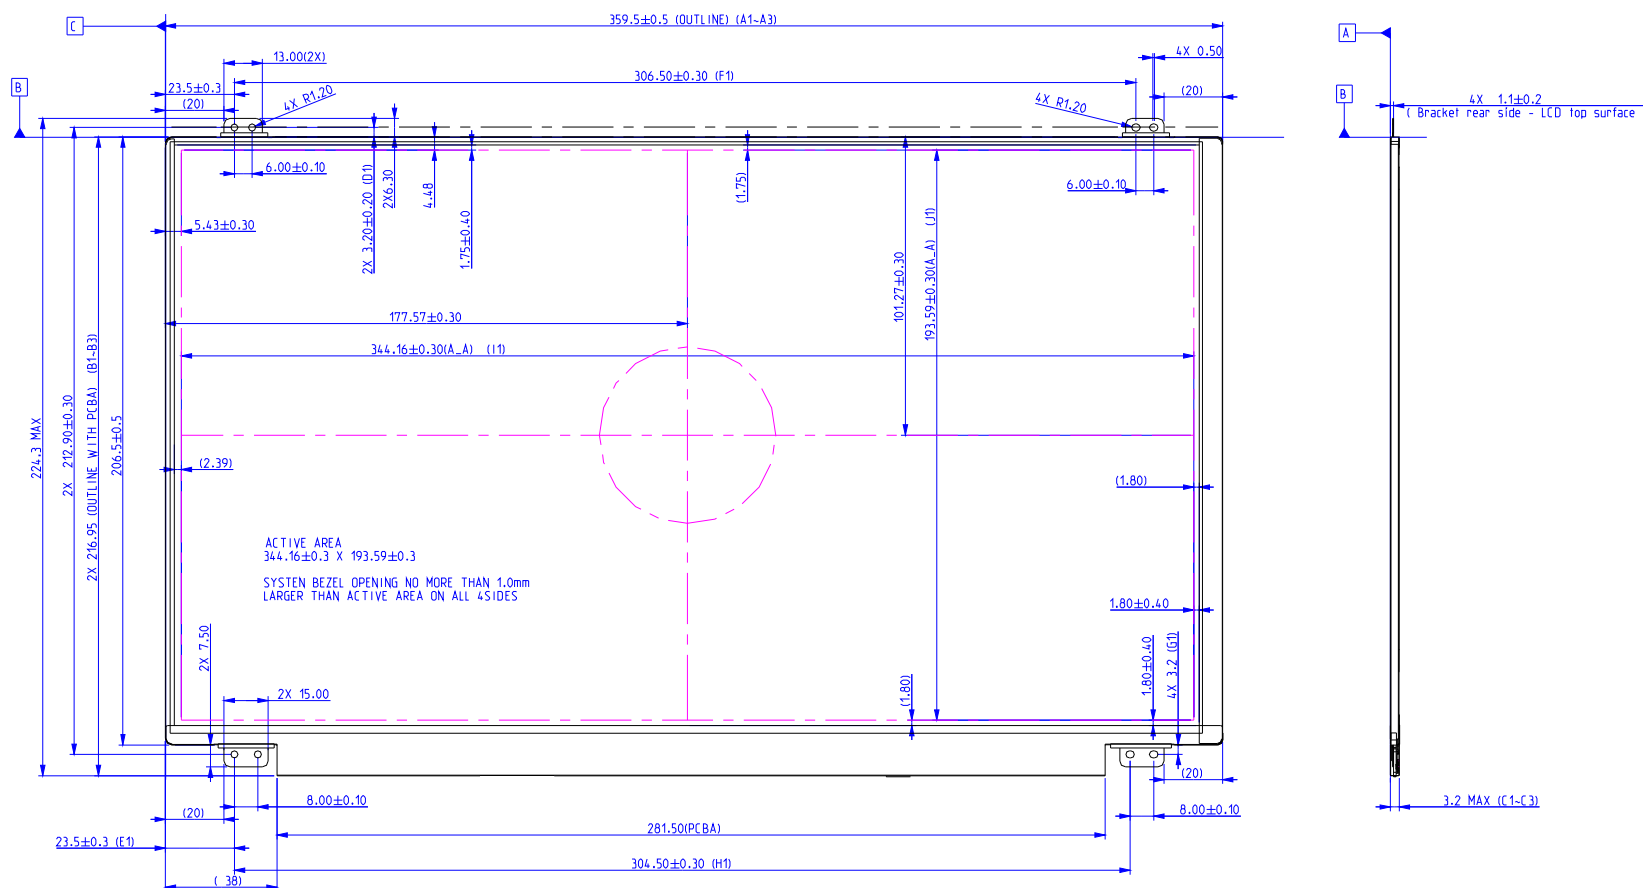 C
359.5±0.5 (OUTLINE) (A1~A3)
A
13.00(2X)
4X 0.50
B
23.5±0.3
306.50±0.30 (F1)
(20)
4X R1.20
4X R1.20
(20)
B
4X 1.1±0.2
( Bracket rear side - LCD top surface
6.00±0.10
2X 3.20±0.20 (D1)
2X6.30
4.48
1.75±0.40
(1.75)
6.00±0.10
5.43±0.30
101.27±0.30
193.59±0.30(A_A) (J1)
177.57±0.30
344.16±0.30(A_A) (I1)
224.3 MAX
2X 212.90±0.30
2X 216.95 (OUTLINE WITH PCBA) (B1~B3)
206.5±0.5
(2.39)
(1.80)
ACTIVE AREA
344.16±0.3 X 193.59±0.3
SYSTEN BEZEL OPENING NO MORE THAN 1.0mm
LARGER THAN ACTIVE AREA ON ALL 4SIDES
1.80±0.40
2X 7.50
2X 15.00
(1.80)
1.80±0.40
4X 3.2 (G1)
(20)
8.00±0.10
(20)
8.00±0.10
3.2 MAX (C1~C3)
281.50(PCBA)
23.5±0.3 (E1)
304.50±0.30 (H1)
( 38)